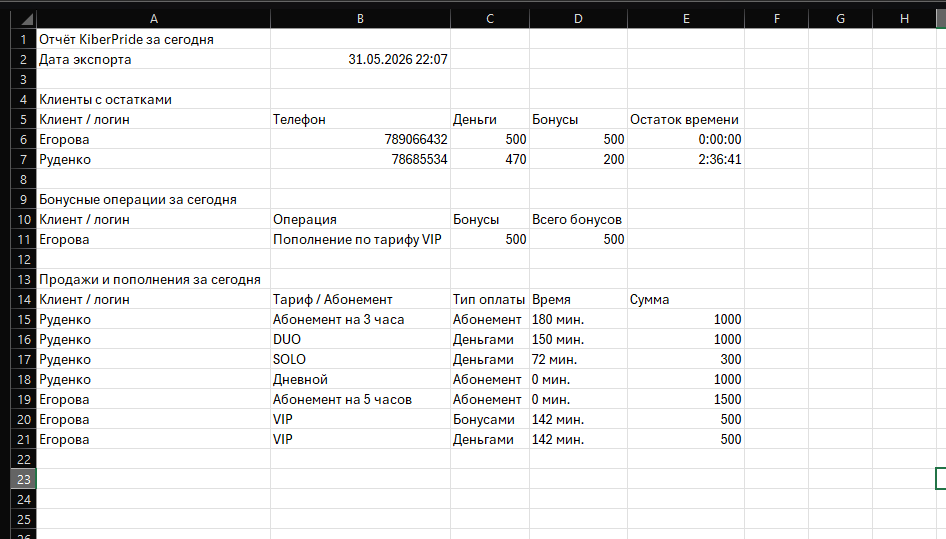 A B C D E F G H
1 Отчёт KiberPride за сегодня
2 Дата экспорта 31.05.2026 22:07
3
4 Клиенты с остатками
5 Клиент / логин Телефон Деньги Бонусы Остаток времени
6 Егорова 789066432 500 500 0:00:00
7 Руденко 78685534 470 200 2:36:41
8
9 Бонусные операции за сегодня
10 Клиент / логин Операция Бонусы Всего бонусов
11 Егорова Пополнение по тарифу VIP 500 500
12
13 Продажи и пополнения за сегодня
14 Клиент / логин Тариф / Абонемент Тип оплаты Время Сумма
15 Руденко Абонемент на 3 часа Абонемент 180 мин. 1000
16 Руденко DUO Деньгами 150 мин. 1000
17 Руденко SOLO Деньгами 72 мин. 300
18 Руденко Дневной Абонемент 0 мин. 1000
19 Егорова Абонемент на 5 часов Абонемент 0 мин. 1500
20 Егорова VIP Бонусами 142 мин. 500
21 Егорова VIP Деньгами 142 мин. 500
22
23
24
25
26